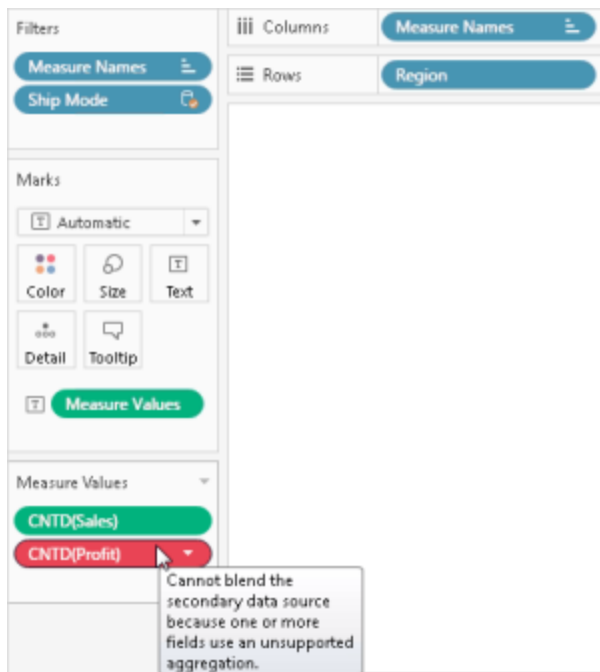 Filters
Measure Names
Ship Mode
Columns
Measure Names
Rows
Region
Marks
Automatic
Color
Size
Text
Detail
Tooltip
Measure Values
Measure Values
CNTD(Sales)
CNTD(Profit)
Cannot blend the
secondary data source
because one or more
fields use an unsupported
aggregation.